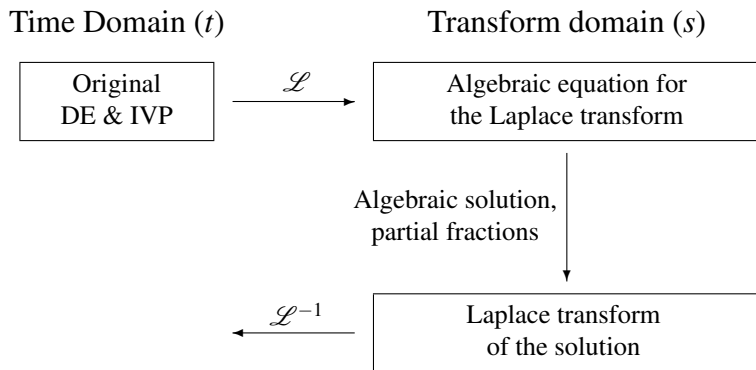 Time Domain (t)
Transform domain (s)
Original
DE & IVP
ℒ
Algebraic equation for
the Laplace transform
Algebraic solution,
partial fractions
ℒ⁻¹
Laplace transform
of the solution